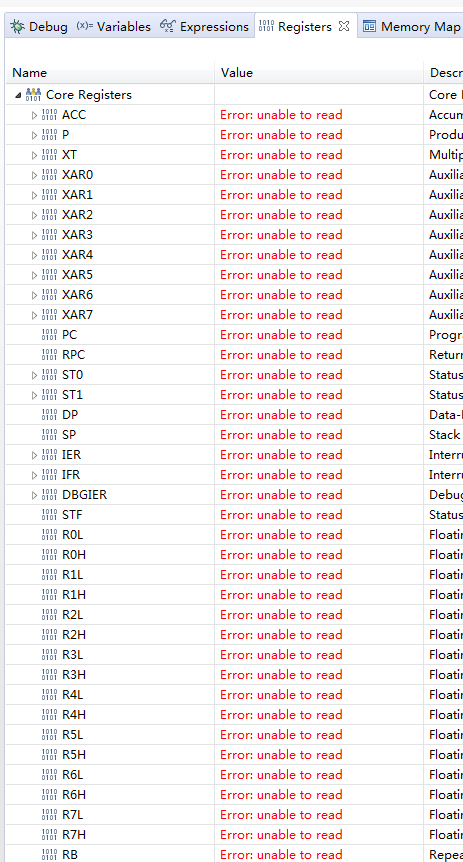 Debug (x)= Variables Expressions Registers Memory Map
Name Value Descr
Core Registers Core
ACC Error: unable to read Accum
P Error: unable to read Produ
XT Error: unable to read Multip
XAR0 Error: unable to read Auxilia
XAR1 Error: unable to read Auxilia
XAR2 Error: unable to read Auxilia
XAR3 Error: unable to read Auxilia
XAR4 Error: unable to read Auxilia
XAR5 Error: unable to read Auxilia
XAR6 Error: unable to read Auxilia
XAR7 Error: unable to read Auxilia
PC Error: unable to read Progra
RPC Error: unable to read Return
ST0 Error: unable to read Status
ST1 Error: unable to read Status
DP Error: unable to read Data-
SP Error: unable to read Stack
IER Error: unable to read Interru
IFR Error: unable to read Interru
DBGIER Error: unable to read Debug
STF Error: unable to read Status
R0L Error: unable to read Floatin
R0H Error: unable to read Floatin
R1L Error: unable to read Floatin
R1H Error: unable to read Floatin
R2L Error: unable to read Floatin
R2H Error: unable to read Floatin
R3L Error: unable to read Floatin
R3H Error: unable to read Floatin
R4L Error: unable to read Floatin
R4H Error: unable to read Floatin
R5L Error: unable to read Floatin
R5H Error: unable to read Floatin
R6L Error: unable to read Floatin
R6H Error: unable to read Floatin
R7L Error: unable to read Floatin
R7H Error: unable to read Floatin
RB Error: unable to read Repea